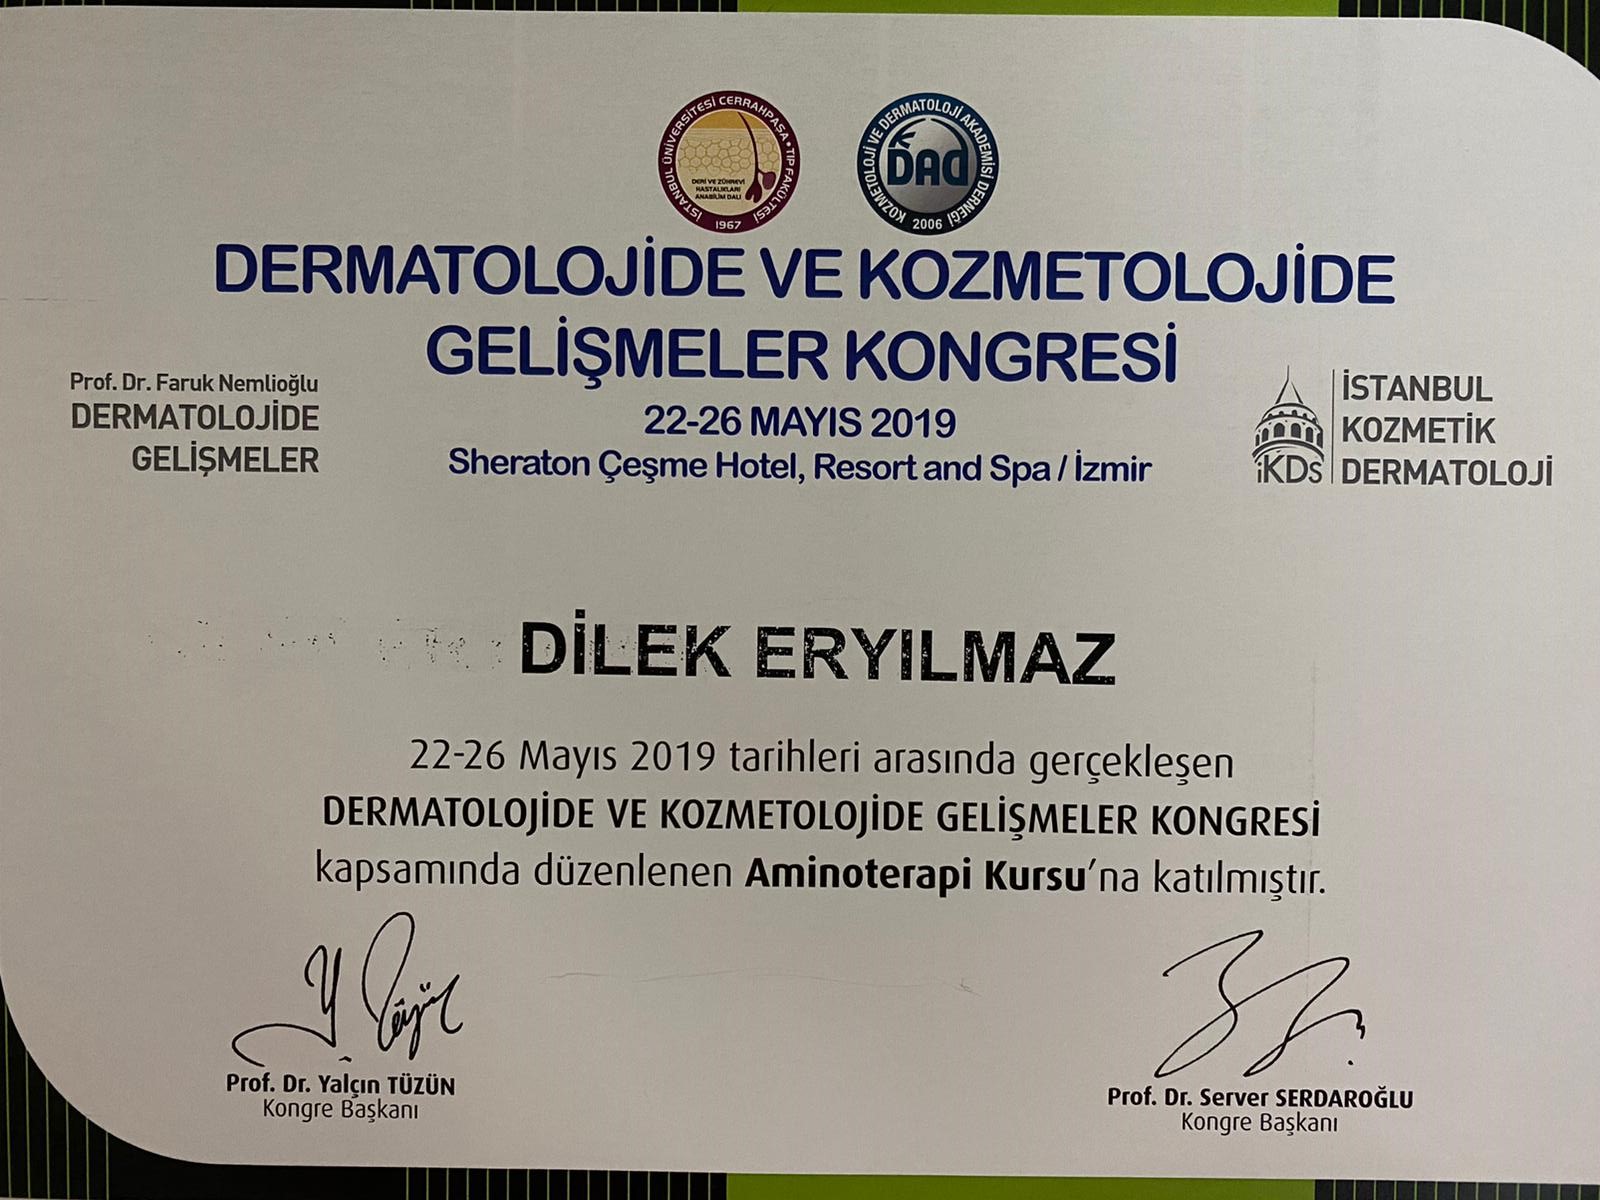 İSTANBUL ÜNİVERSİTESİ CERRAHPAŞA • TIP FAKÜLTESİ
DERİ VE ZÜHREVİ
HASTALIKLARI
ANABİLİM DALI
1967
KOZMETOLOJİ VE DERMATOLOJİ AKADEMİSİ DERNEĞİ
DAD
2006
DERMATOLOJİDE VE KOZMETOLOJİDE
GELİŞMELER KONGRESİ
22-26 MAYIS 2019
Sheraton Çeşme Hotel, Resort and Spa / İzmir
Prof. Dr. Faruk Nemlioğlu
DERMATOLOJİDE
GELİŞMELER
iKDs
İSTANBUL
KOZMETİK
DERMATOLOJİ
DİLEK ERYILMAZ
22-26 Mayıs 2019 tarihleri arasında gerçekleşen
DERMATOLOJİDE VE KOZMETOLOJİDE GELİŞMELER KONGRESİ
kapsamında düzenlenen Aminoterapi Kursu'na katılmıştır.
Prof. Dr. Yalçın TÜZÜN
Kongre Başkanı
Prof. Dr. Server SERDAROĞLU
Kongre Başkanı